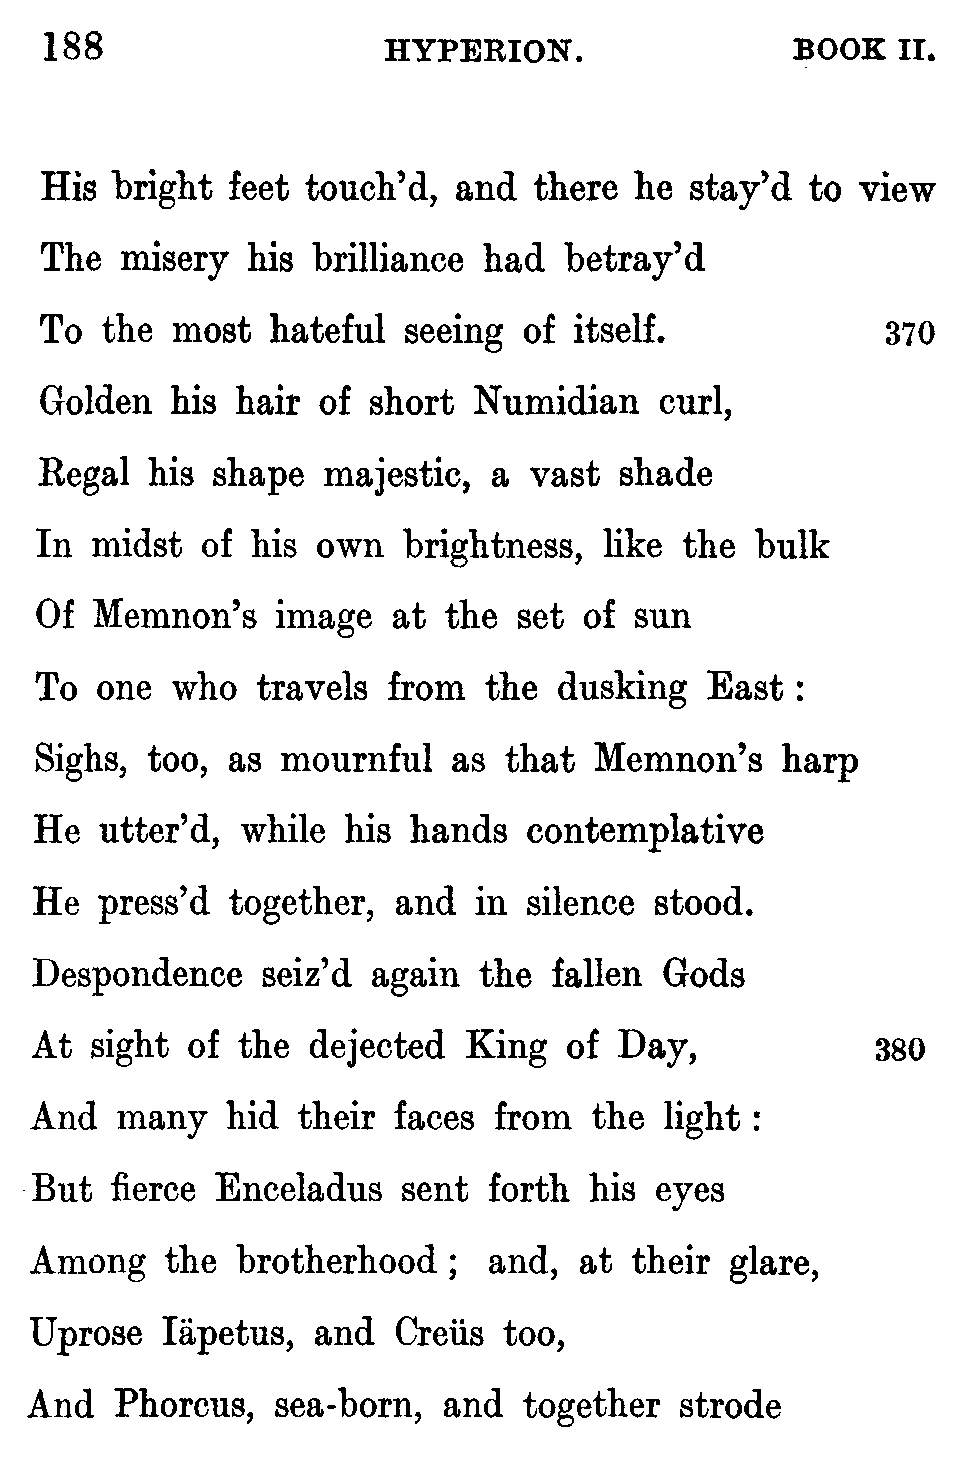 188 HYPERION. BOOK II.
His bright feet touch'd, and there he stay'd to view
The misery his brilliance had betray'd
To the most hateful seeing of itself. 370
Golden his hair of short Numidian curl,
Regal his shape majestic, a vast shade
In midst of his own brightness, like the bulk
Of Memnon's image at the set of sun
To one who travels from the dusking East :
Sighs, too, as mournful as that Memnon's harp
He utter'd, while his hands contemplative
He press'd together, and in silence stood.
Despondence seiz'd again the fallen Gods
At sight of the dejected King of Day, 380
And many hid their faces from the light :
But fierce Enceladus sent forth his eyes
Among the brotherhood ; and, at their glare,
Uprose Iäpetus, and Creüs too,
And Phorcus, sea-born, and together strode